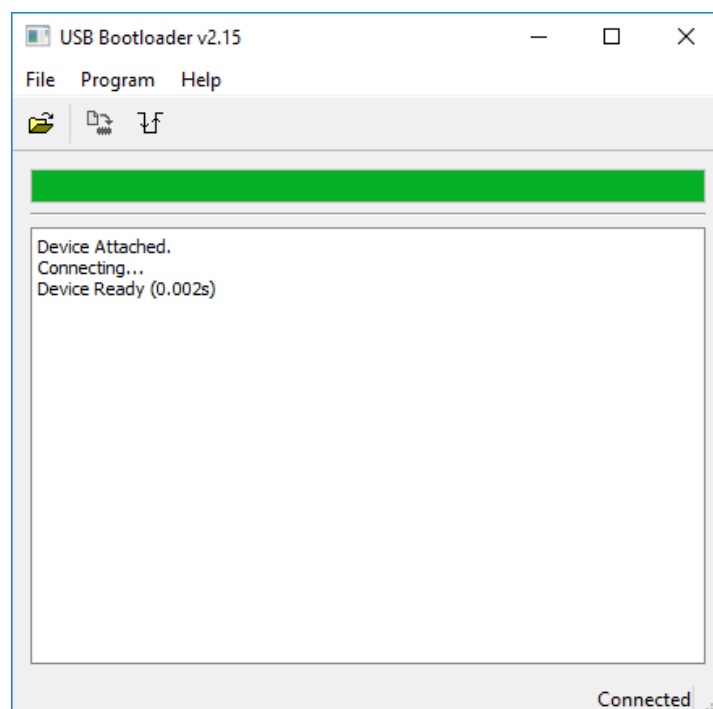 USB Bootloader v2.15
File Program Help
Device Attached.
Connecting...
Device Ready (0.002s)
Connected